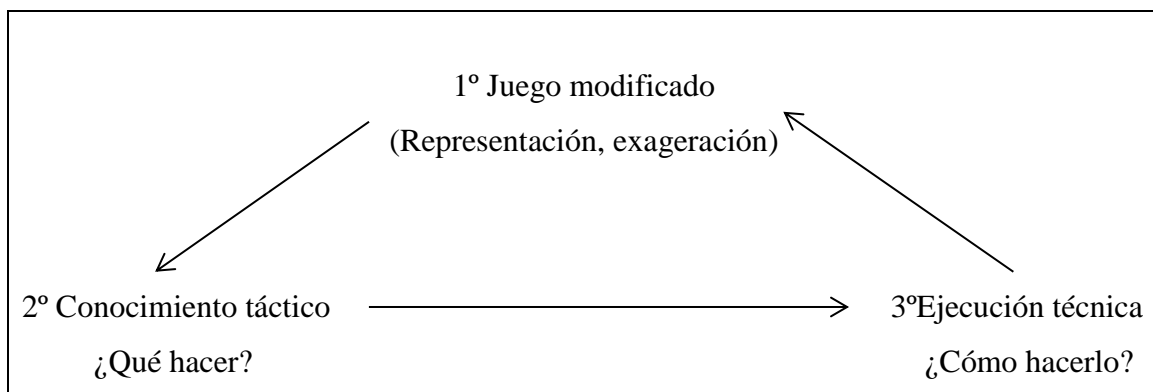 1º Juego modificado
(Representación, exageración)
2º Conocimiento táctico
¿Qué hacer?
3ºEjecución técnica
¿Cómo hacerlo?